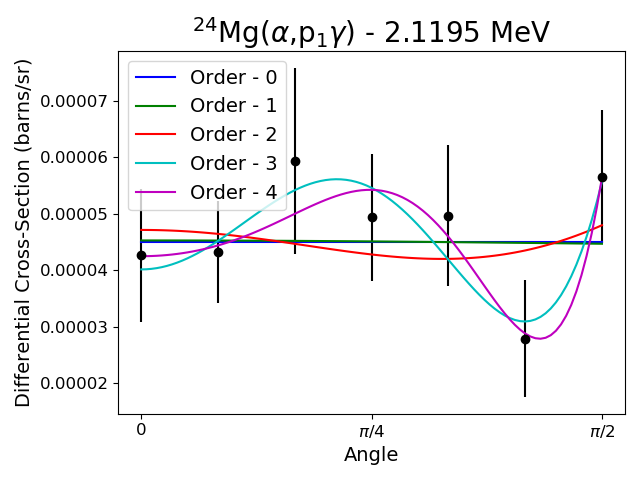 ²⁴Mg(α,p₁γ) - 2.1195 MeV
Order - 0
Order - 1
Order - 2
Order - 3
Order - 4
Differential Cross-Section (barns/sr)
0.00007
0.00006
0.00005
0.00004
0.00003
0.00002
0 π/4 π/2
Angle